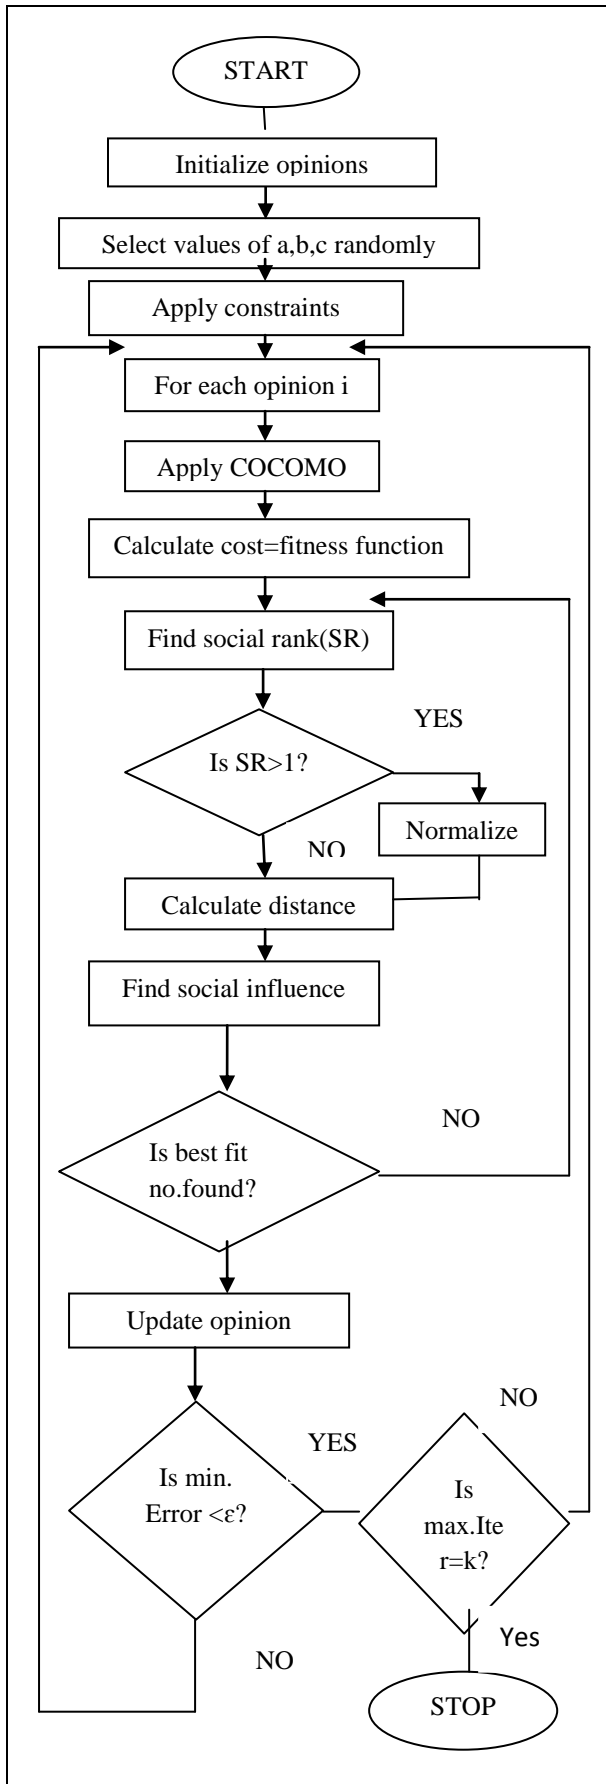 START
Initialize opinions
Select values of a,b,c randomly
Apply constraints
For each opinion i
Apply COCOMO
Calculate cost=fitness function
Find social rank(SR)
YES
Is SR>1?
Normalize
NO
Calculate distance
Find social influence
NO
Is best fit
no.found?
Update opinion
NO
YES
Is min.
Error <ε?
Is
max.Ite
r=k?
Yes
NO
STOP